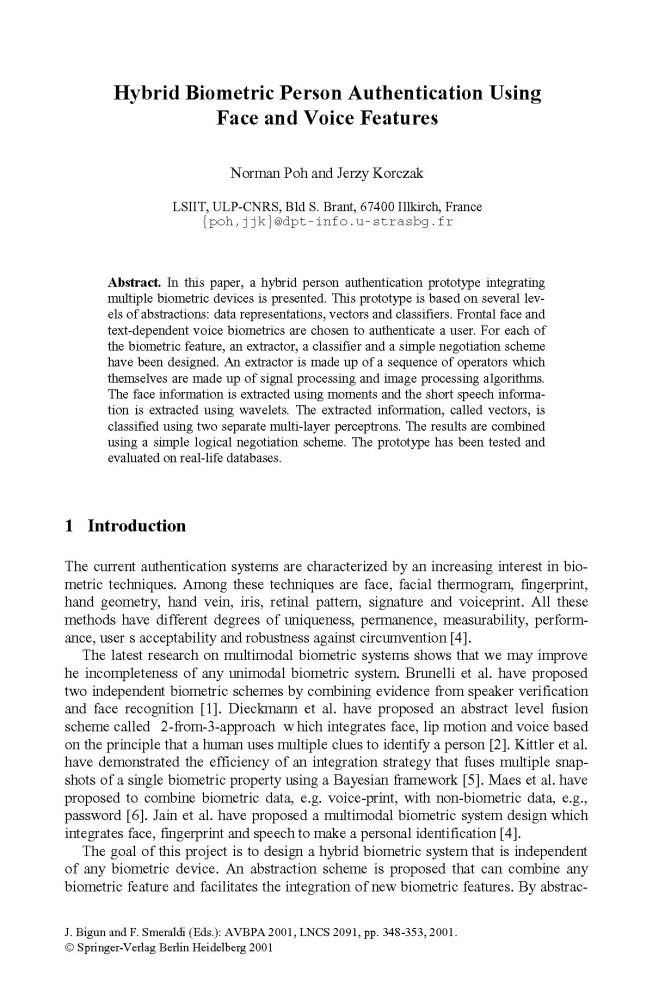 Hybrid Biometric Person Authentication Using
Face and Voice Features
Norman Poh and Jerzy Korczak
LSIIT, ULP-CNRS, Bld S. Brant, 67400 Illkirch, France
{poh,jjk}@dpt-info.u-strasbg.fr
Abstract. In this paper, a hybrid person authentication prototype integrating
multiple biometric devices is presented. This prototype is based on several lev-
els of abstractions: data representations, vectors and classifiers. Frontal face and
text-dependent voice biometrics are chosen to authenticate a user. For each of
the biometric feature, an extractor, a classifier and a simple negotiation scheme
have been designed. An extractor is made up of a sequence of operators which
themselves are made up of signal processing and image processing algorithms.
The face information is extracted using moments and the short speech informa-
tion is extracted using wavelets. The extracted information, called vectors, is
classified using two separate multi-layer perceptrons. The results are combined
using a simple logical negotiation scheme. The prototype has been tested and
evaluated on real-life databases.
1 Introduction
The current authentication systems are characterized by an increasing interest in bio-
metric techniques. Among these techniques are face, facial thermogram, fingerprint,
hand geometry, hand vein, iris, retinal pattern, signature and voiceprint. All these
methods have different degrees of uniqueness, permanence, measurability, perform-
ance, user s acceptability and robustness against circumvention [4].
The latest research on multimodal biometric systems shows that we may improve
he incompleteness of any unimodal biometric system. Brunelli et al. have proposed
two independent biometric schemes by combining evidence from speaker verification
and face recognition [1]. Dieckmann et al. have proposed an abstract level fusion
scheme called 2-from-3-approach w hich integrates face, lip motion and voice based
on the principle that a human uses multiple clues to identify a person [2]. Kittler et al.
have demonstrated the efficiency of an integration strategy that fuses multiple snap-
shots of a single biometric property using a Bayesian framework [5]. Maes et al. have
proposed to combine biometric data, e.g. voice-print, with non-biometric data, e.g.,
password [6]. Jain et al. have proposed a multimodal biometric system design which
integrates face, fingerprint and speech to make a personal identification [4].
The goal of this project is to design a hybrid biometric system that is independent
of any biometric device. An abstraction scheme is proposed that can combine any
biometric feature and facilitates the integration of new biometric features. By abstrac-
J. Bigun and F. Smeraldi (Eds.): AVBPA 2001, LNCS 2091, pp. 348-353, 2001.
© Springer-Verlag Berlin Heidelberg 2001